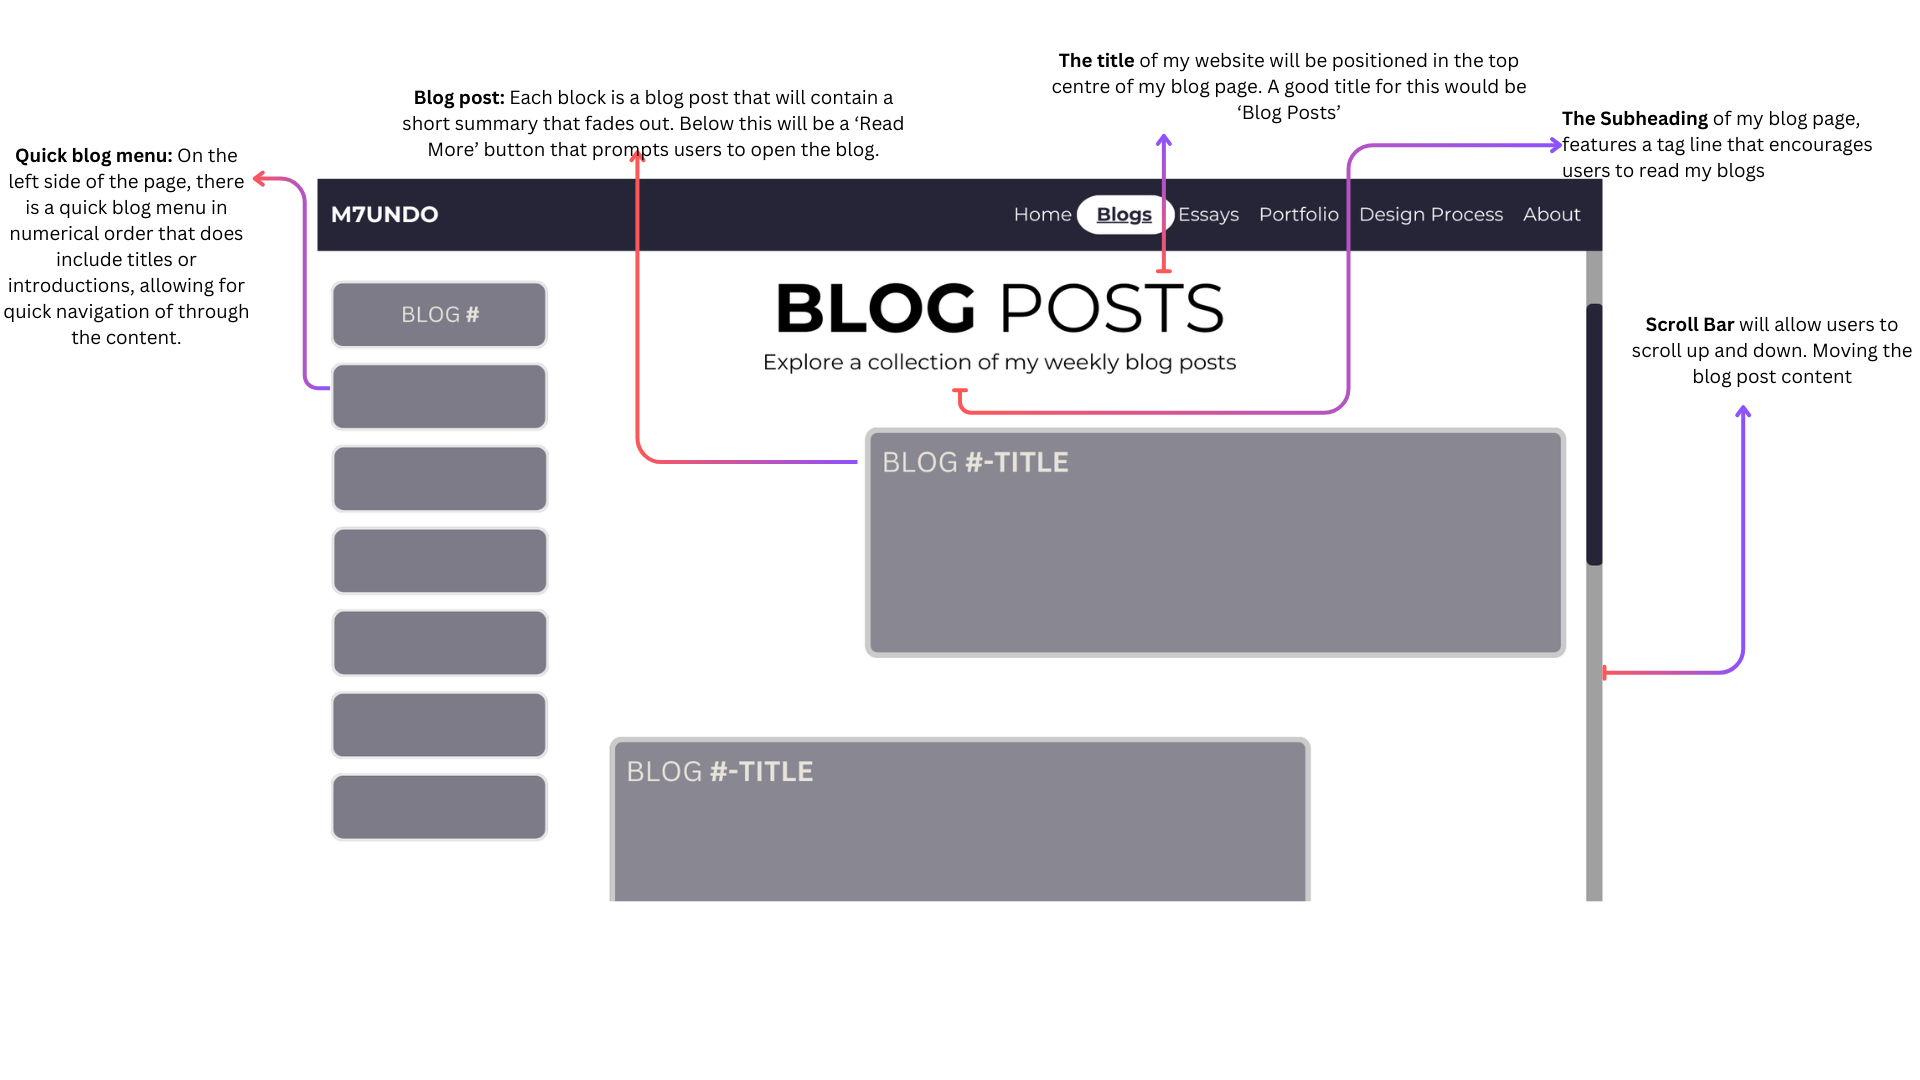 The title of my website will be positioned in the top
centre of my blog page. A good title for this would be
‘Blog Posts’
Blog post: Each block is a blog post that will contain a
short summary that fades out. Below this will be a ‘Read
More’ button that prompts users to open the blog.
The Subheading of my blog page,
features a tag line that encourages
users to read my blogs
Quick blog menu: On the
left side of the page, there
is a quick blog menu in
numerical order that does
include titles or
introductions, allowing for
quick navigation of through
the content.
M7UNDO
Home Blogs Essays Portfolio Design Process About
BLOG #
BLOG POSTS
Explore a collection of my weekly blog posts
Scroll Bar will allow users to
scroll up and down. Moving the
blog post content
BLOG #-TITLE
BLOG #-TITLE